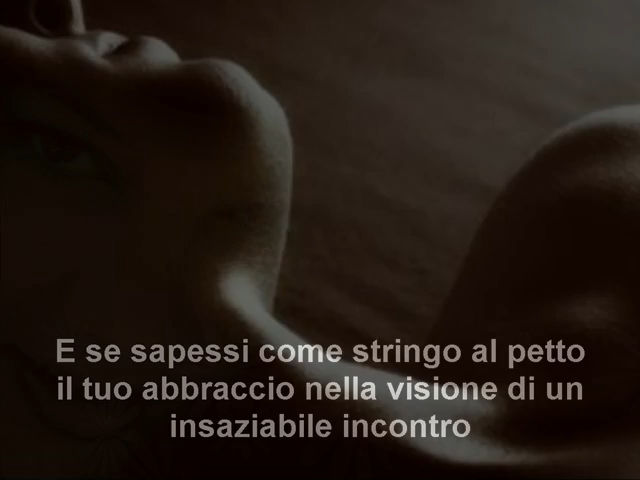 E se sapessi come stringo al petto
il tuo abbraccio nella visione di un
insaziabile incontro